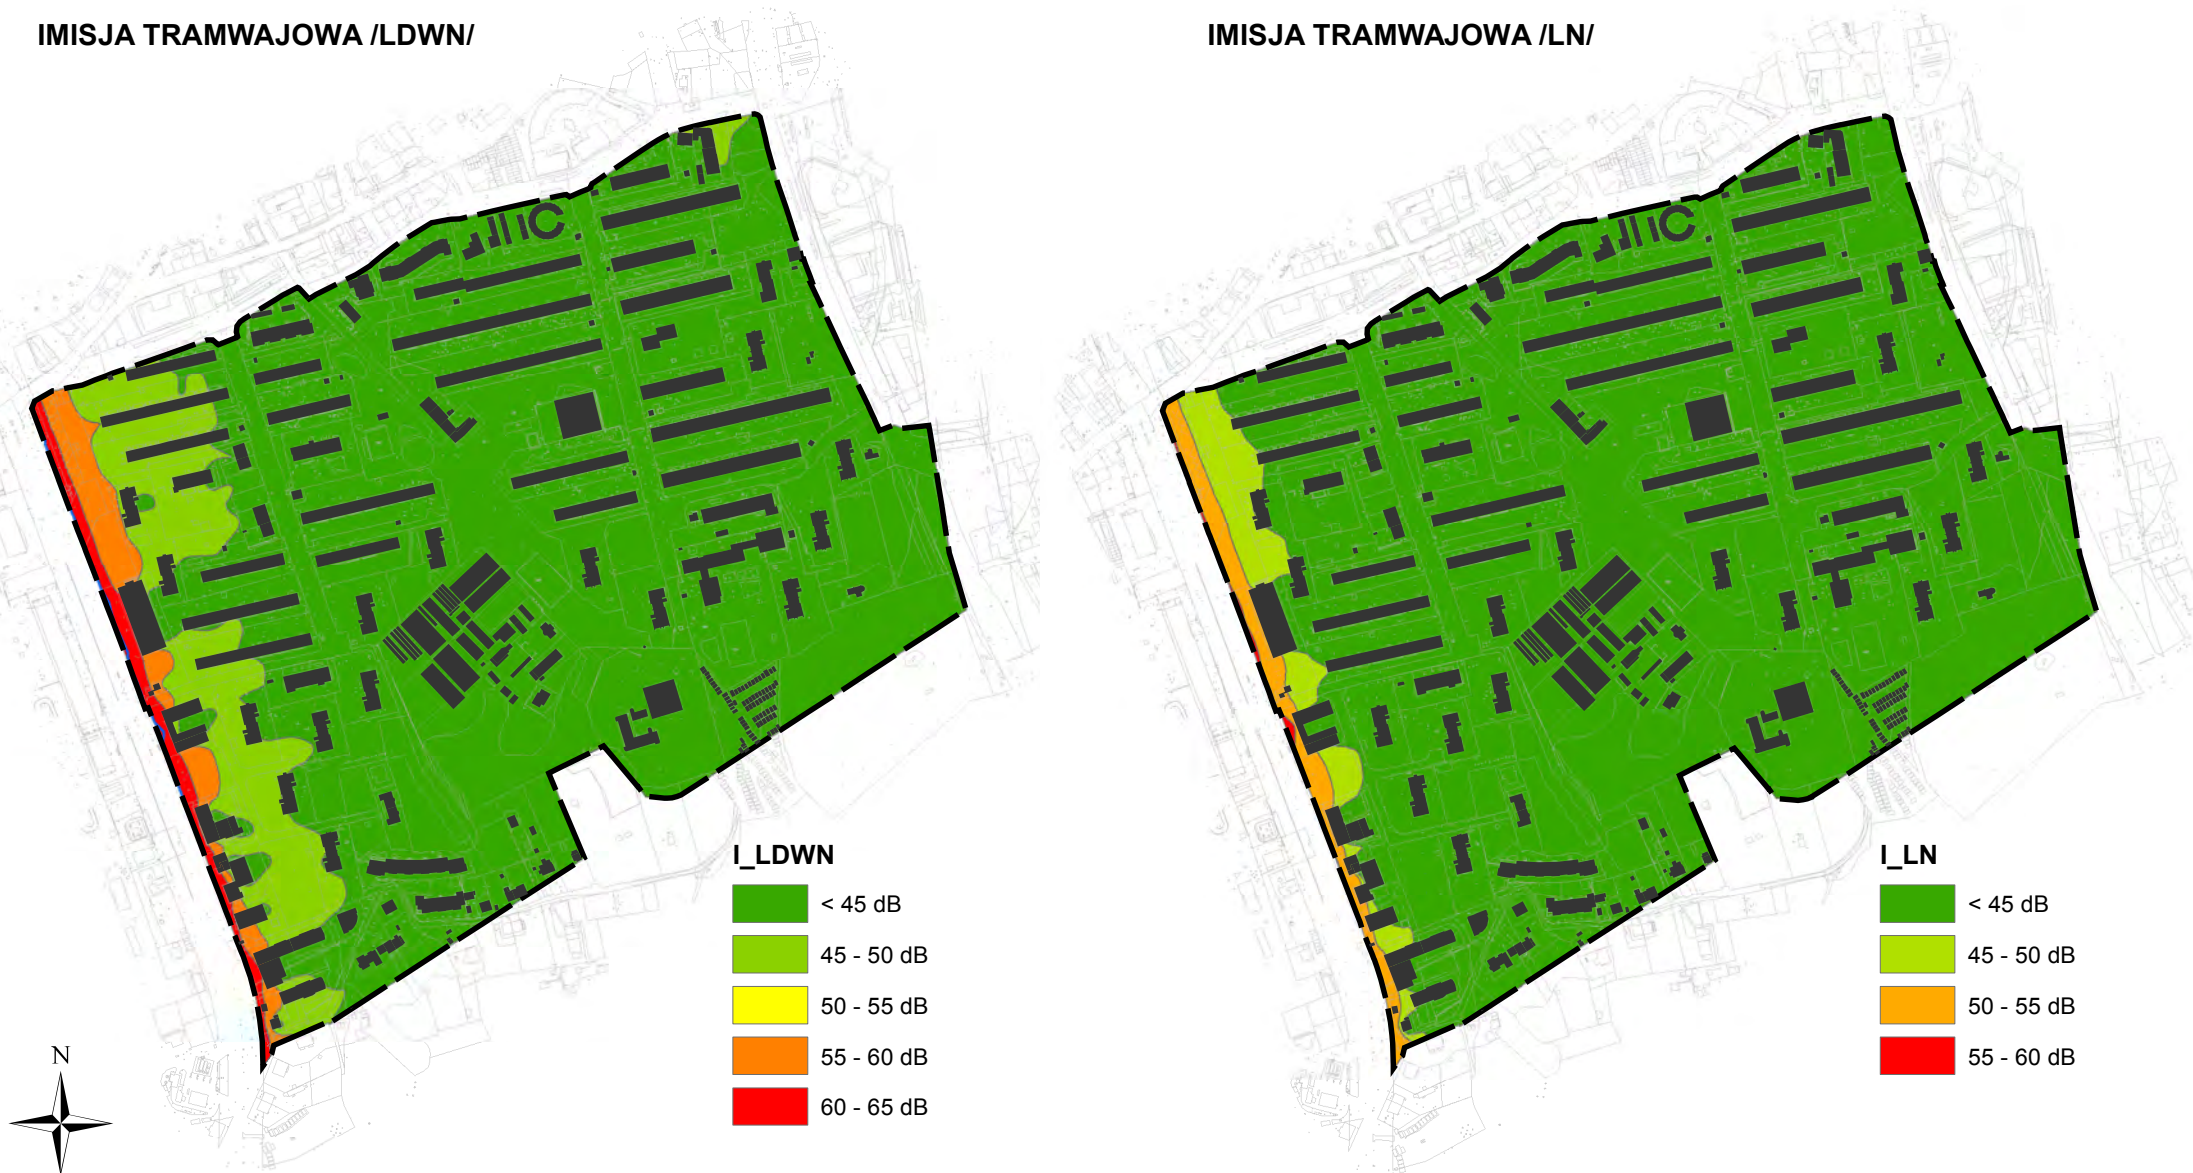 IMISJA TRAMWAJOWA /LDWN/
IMISJA TRAMWAJOWA /LN/
I_LDWN
< 45 dB
45 - 50 dB
50 - 55 dB
55 - 60 dB
60 - 65 dB
I_LN
< 45 dB
45 - 50 dB
50 - 55 dB
55 - 60 dB
N